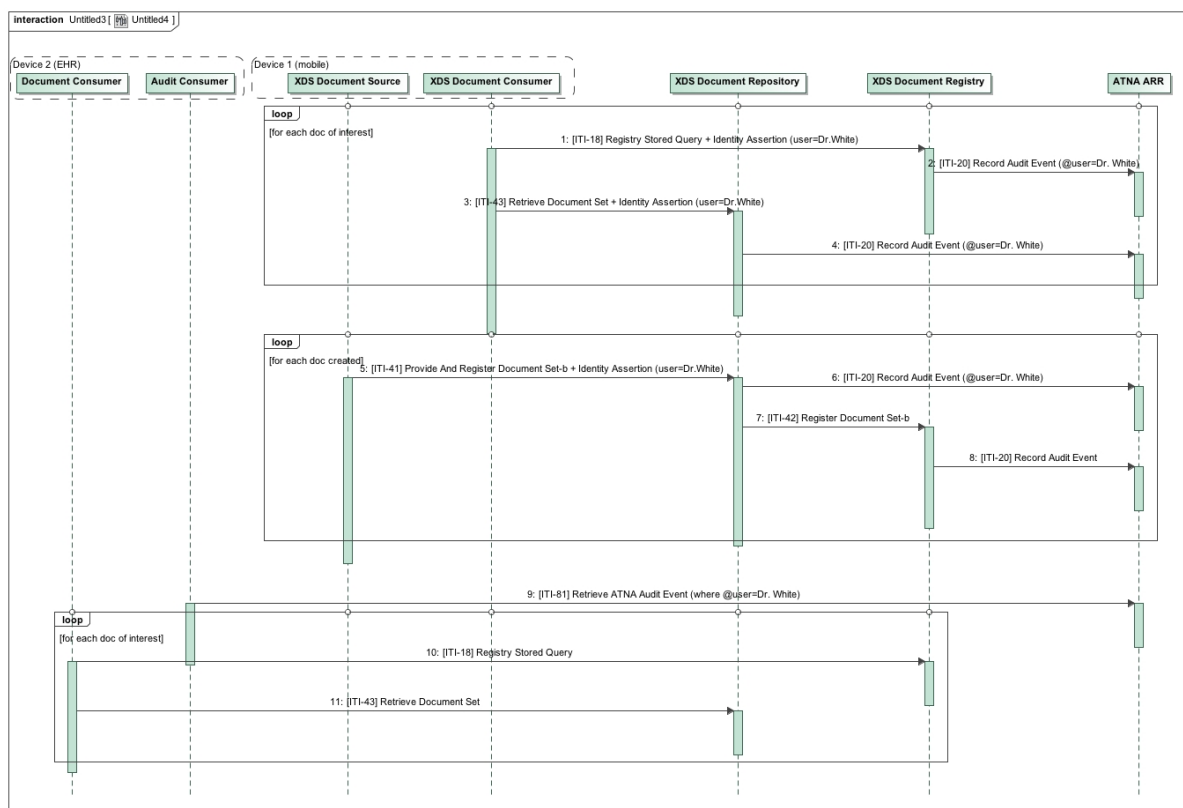 interaction Untitled3 [ Untitled4 ]
Device 2 (EHR)
Device 1 (mobile)
Document Consumer
Audit Consumer
XDS Document Source
XDS Document Consumer
XDS Document Repository
XDS Document Registry
ATNA ARR
loop
[for each doc of interest]
1: [ITI-18] Registry Stored Query + Identity Assertion (user=Dr.White)
2: [ITI-20] Record Audit Event (@user=Dr. White)
3: [ITI-43] Retrieve Document Set + Identity Assertion (user=Dr.White)
4: [ITI-20] Record Audit Event (@user=Dr. White)
loop
[for each doc created]
5: [ITI-41] Provide And Register Document Set-b + Identity Assertion (user=Dr.White)
6: [ITI-20] Record Audit Event (@user=Dr. White)
7: [ITI-42] Register Document Set-b
8: [ITI-20] Record Audit Event
9: [ITI-81] Retrieve ATNA Audit Event (where @user=Dr. White)
loop
[for each doc of interest]
10: [ITI-18] Registry Stored Query
11: [ITI-43] Retrieve Document Set